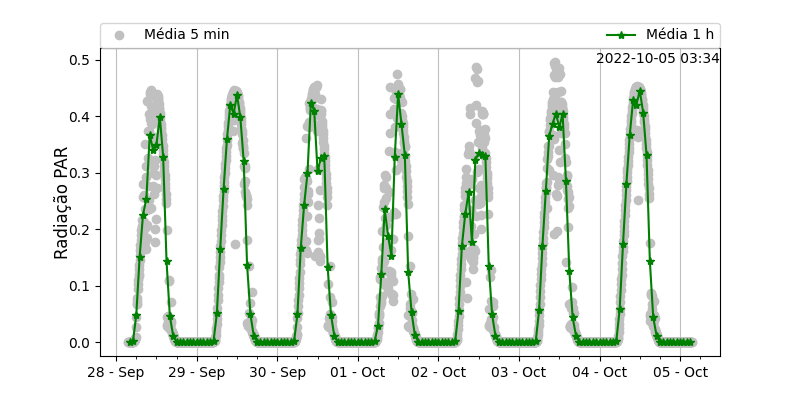 Média 5 min
Média 1 h
2022-10-05 03:34
Radiação PAR
0.5
0.4
0.3
0.2
0.1
0.0
28 - Sep
29 - Sep
30 - Sep
01 - Oct
02 - Oct
03 - Oct
04 - Oct
05 - Oct